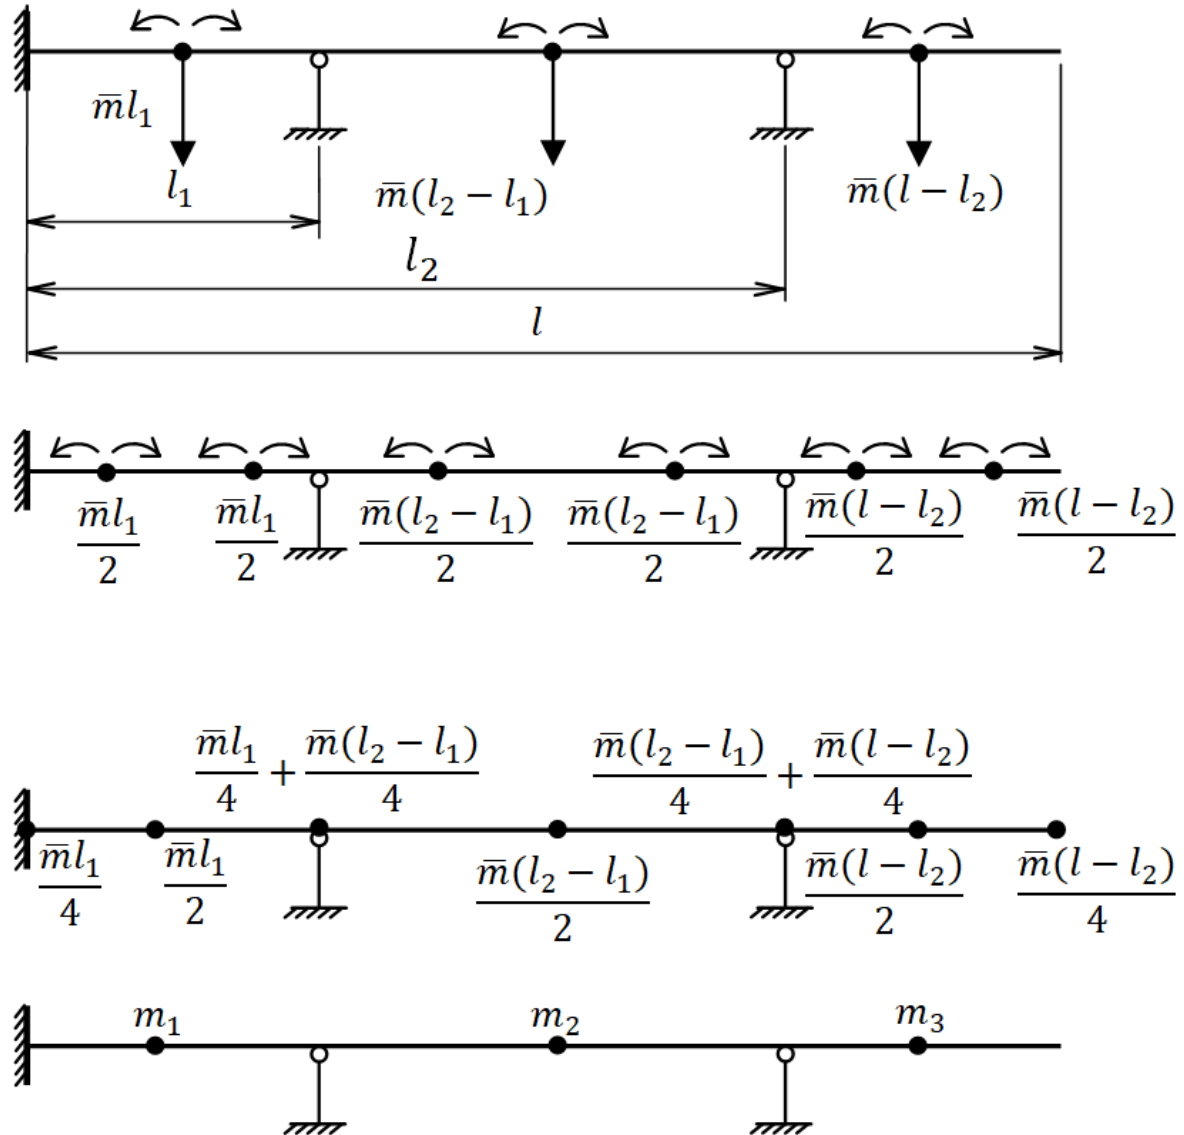 m̅l₁
l₁
m̅(l₂ − l₁)
m̅(l − l₂)
l₂
l
m̅l₁/2 m̅l₁/2 m̅(l₂ − l₁)/2 m̅(l₂ − l₁)/2 m̅(l − l₂)/2 m̅(l − l₂)/2
m̅l₁/4 + m̅(l₂ − l₁)/4 m̅(l₂ − l₁)/4 + m̅(l − l₂)/4
m̅l₁/4 m̅l₁/2 m̅(l₂ − l₁)/2 m̅(l − l₂)/2 m̅(l − l₂)/4
m₁ m₂ m₃